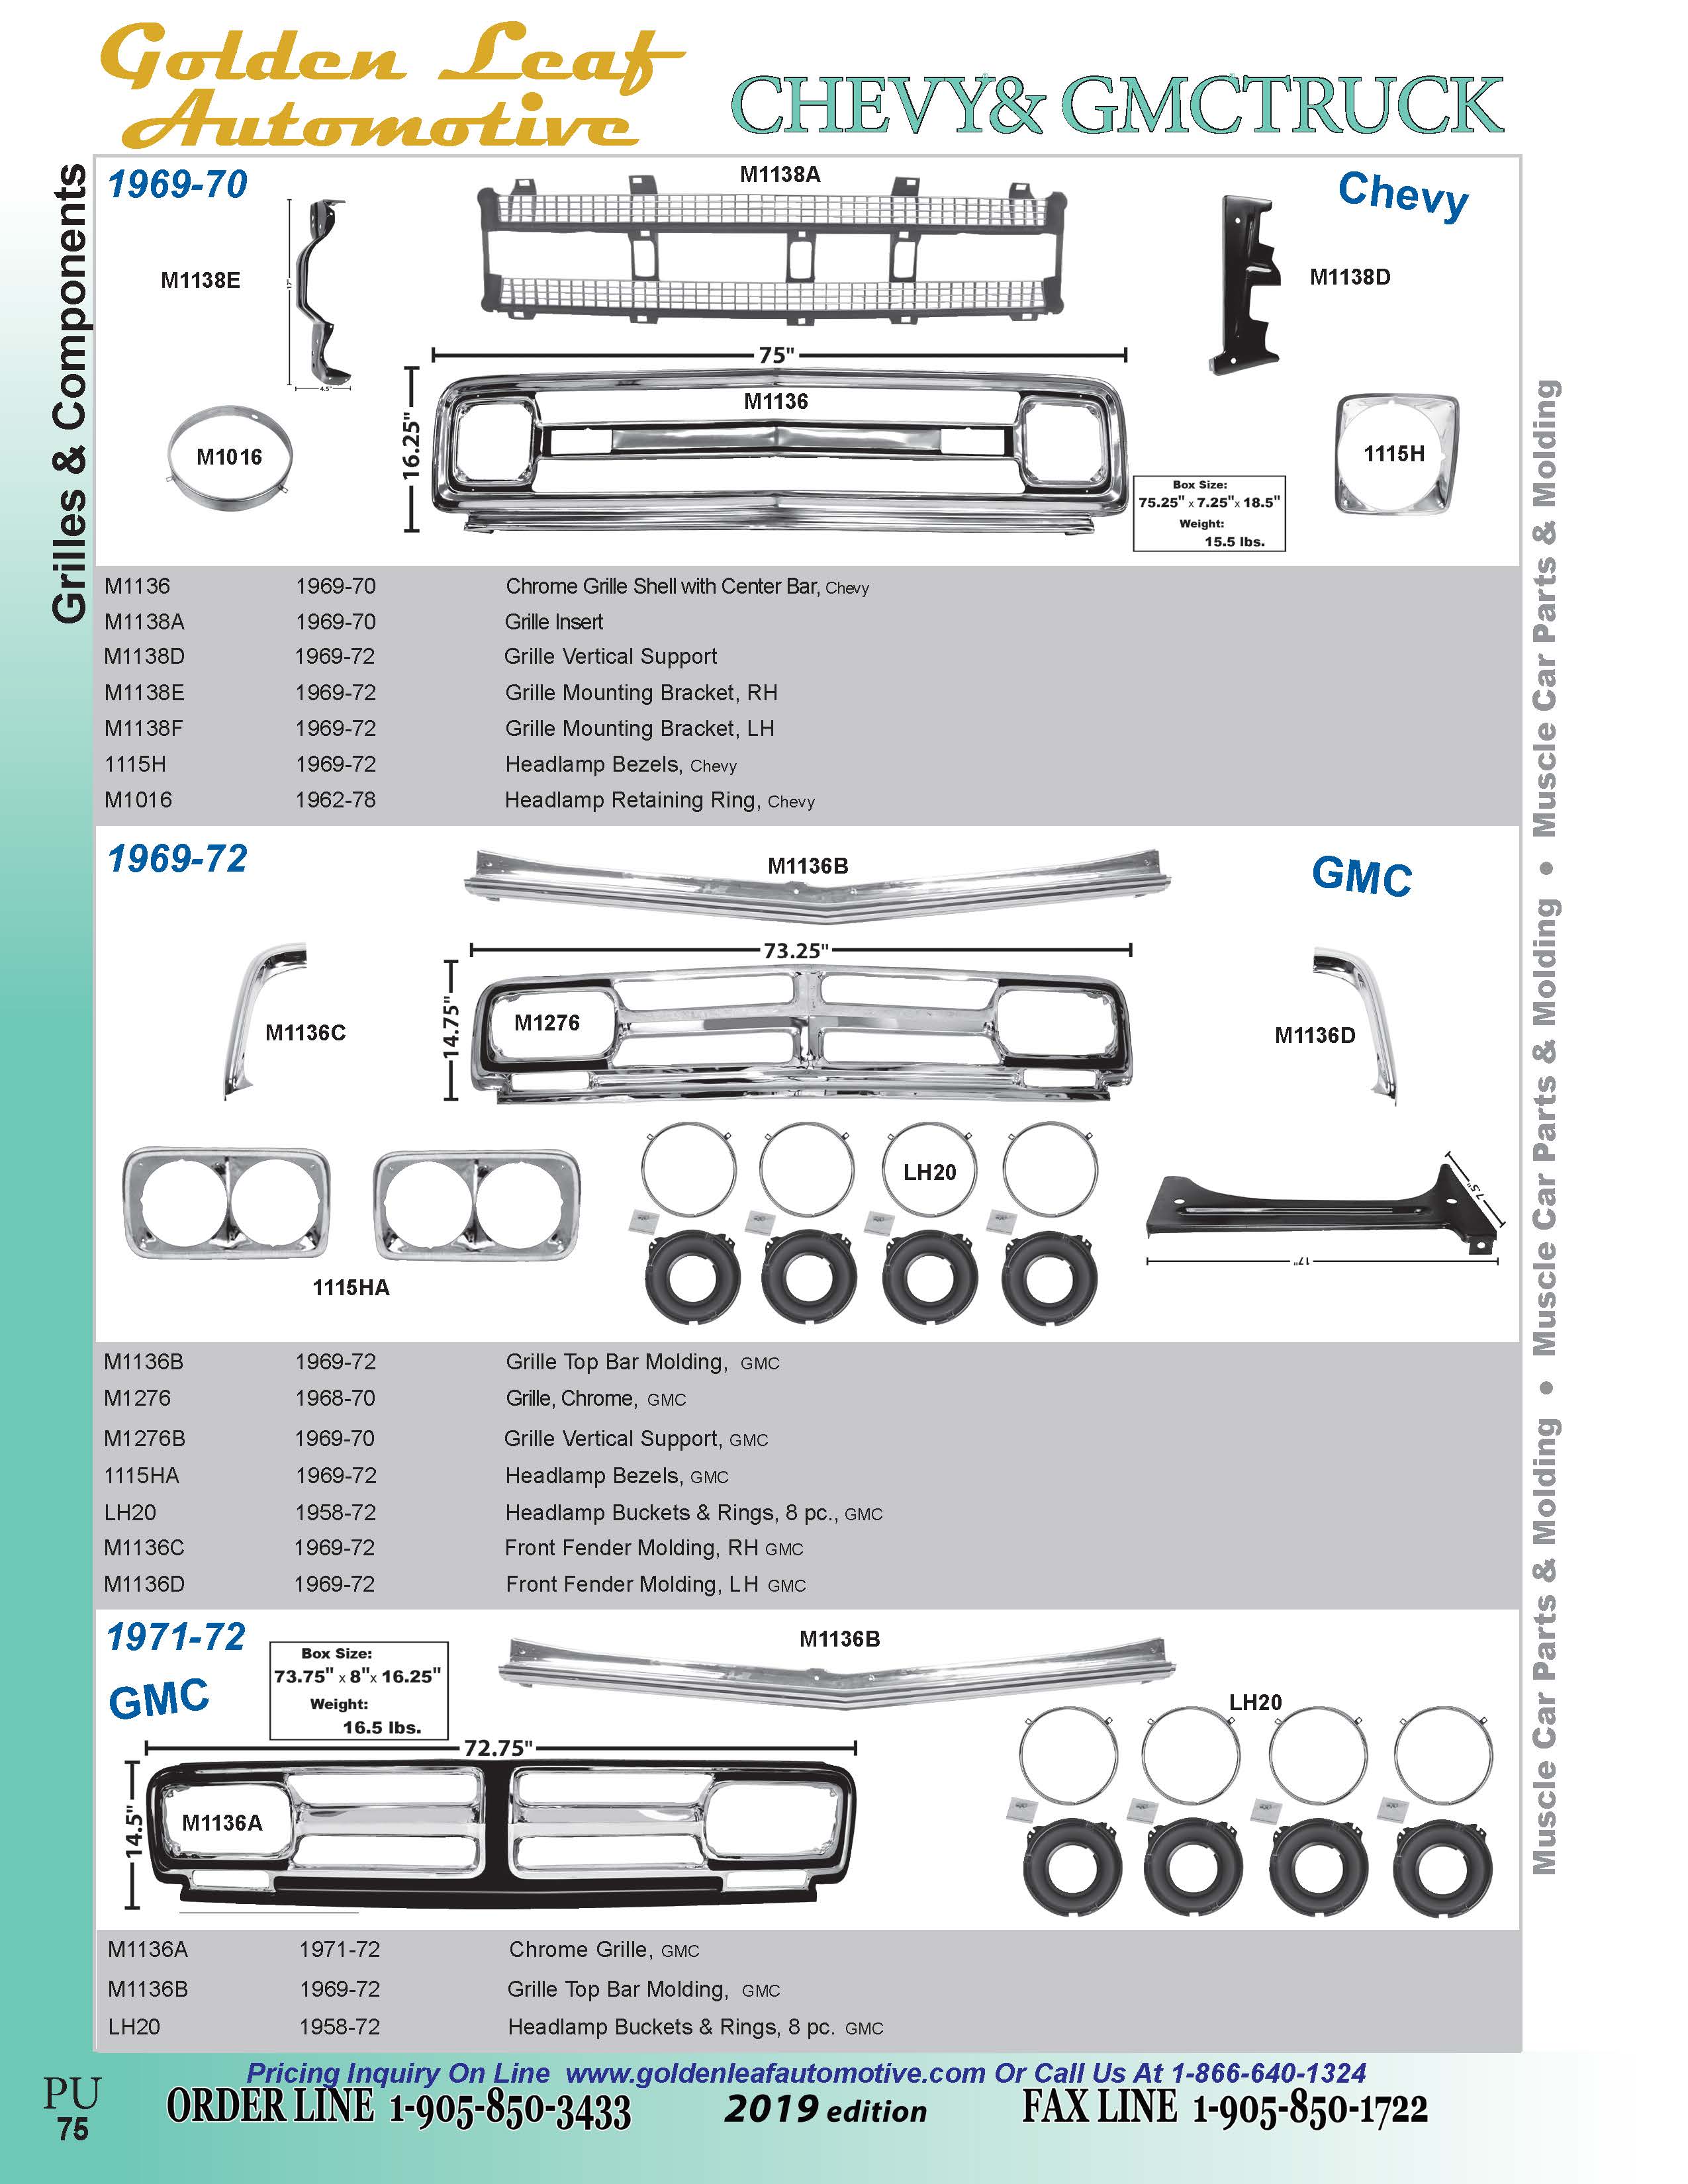 Golden Leaf
Automotive
CHEVY& GMCTRUCK
Grilles & Components
1969-70
M1138A
Chevy
M1138E
17"
4.5"
M1138D
75"
16.25"
M1136
M1016
1115H
Box Size:
75.25" x 7.25"x 18.5"
Weight:
15.5 lbs.
M1136 1969-70 Chrome Grille Shell with Center Bar, Chevy
M1138A 1969-70 Grille Insert
M1138D 1969-72 Grille Vertical Support
M1138E 1969-72 Grille Mounting Bracket, RH
M1138F 1969-72 Grille Mounting Bracket, LH
1115H 1969-72 Headlamp Bezels, Chevy
M1016 1962-78 Headlamp Retaining Ring, Chevy
1969-72
M1136B
GMC
73.25"
14.75"
M1136C
M1276
M1136D
LH20
7.5"
17"
1115HA
M1136B 1969-72 Grille Top Bar Molding, GMC
M1276 1968-70 Grille, Chrome, GMC
M1276B 1969-70 Grille Vertical Support, GMC
1115HA 1969-72 Headlamp Bezels, GMC
LH20 1958-72 Headlamp Buckets & Rings, 8 pc., GMC
M1136C 1969-72 Front Fender Molding, RH GMC
M1136D 1969-72 Front Fender Molding, LH GMC
1971-72
GMC
Box Size:
73.75" x 8"x 16.25"
Weight:
16.5 lbs.
M1136B
LH20
72.75"
14.5"
M1136A
M1136A 1971-72 Chrome Grille, GMC
M1136B 1969-72 Grille Top Bar Molding, GMC
LH20 1958-72 Headlamp Buckets & Rings, 8 pc. GMC
Muscle Car Parts & Molding • Muscle Car Parts & Molding • Muscle Car Parts & Molding
Pricing Inquiry On Line www.goldenleafautomotive.com Or Call Us At 1-866-640-1324
PU
75
ORDER LINE 1-905-850-3433 2019 edition FAX LINE 1-905-850-1722